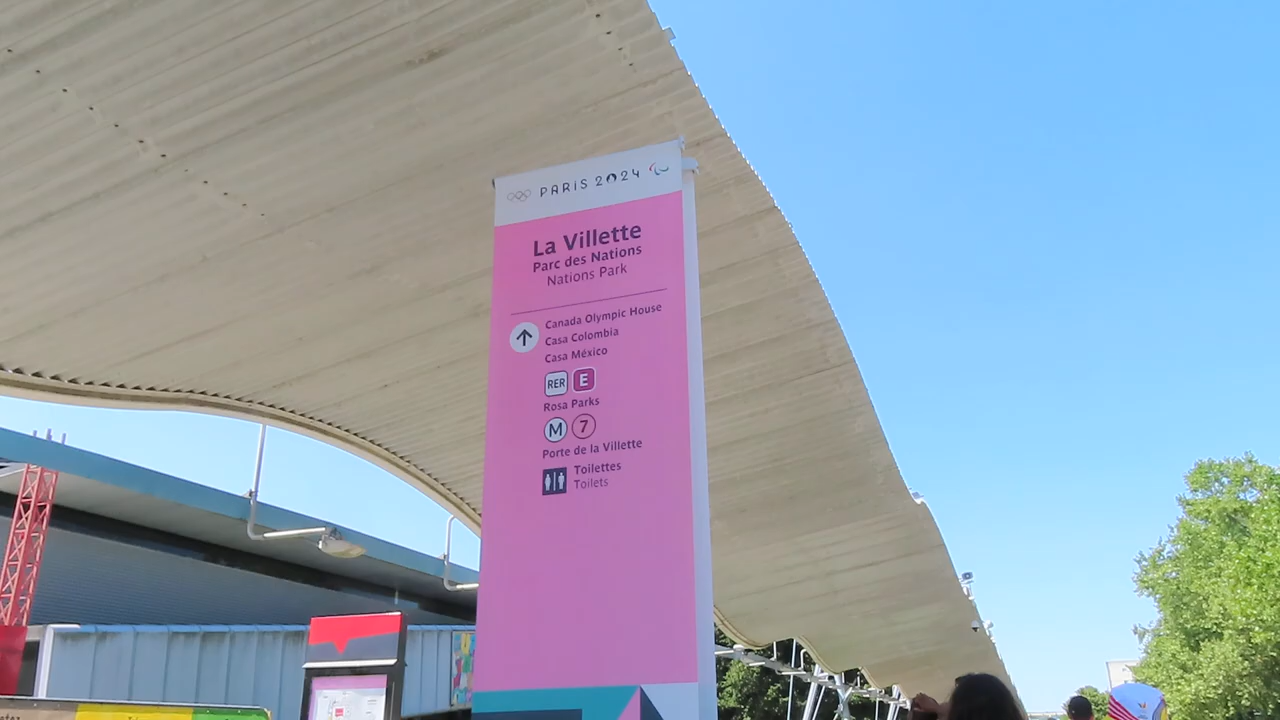 PARIS 2024
La Villette
Parc des Nations
Nations Park
Canada Olympic House
Casa Colombia
Casa México
RER E
Rosa Parks
M 7
Porte de la Villette
Toilettes
Toilets